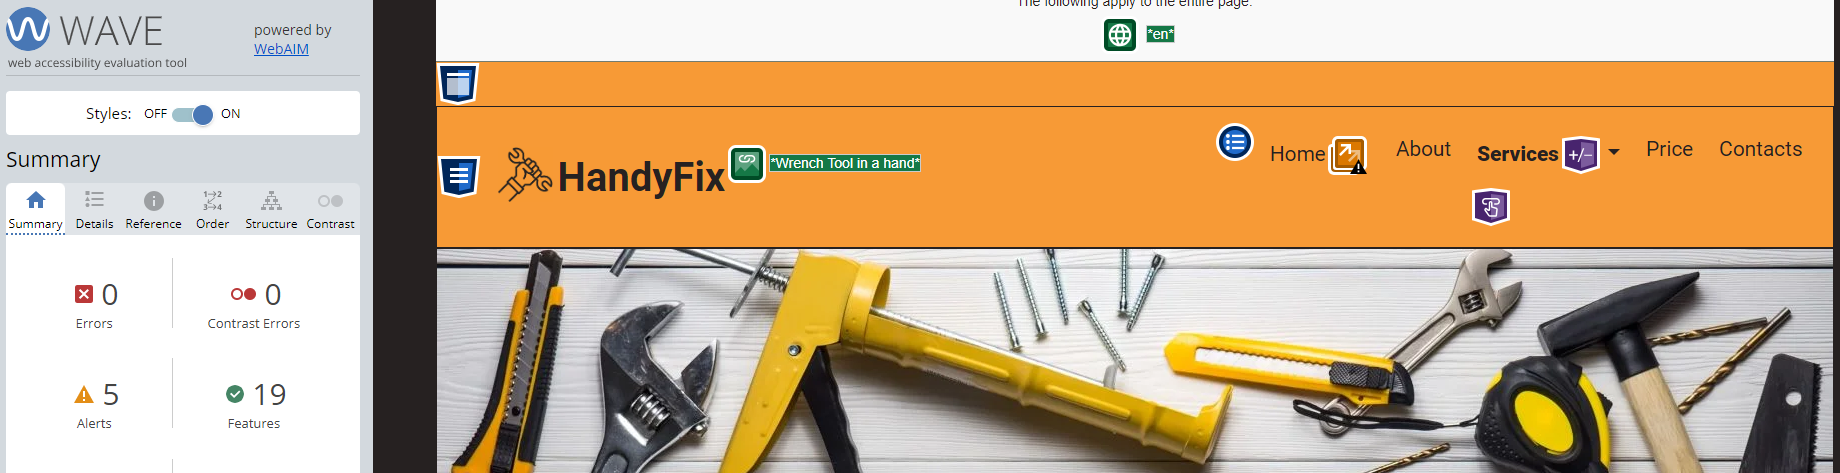 WAVE
powered by
WebAIM
web accessibility evaluation tool
Styles: OFF ON
Summary
Summary Details Reference Order Structure Contrast
0 Errors
0 Contrast Errors
5 Alerts
19 Features
The following apply to the entire page:
*en*
HandyFix *Wrench Tool in a hand*
Home About Services +/- Price Contacts